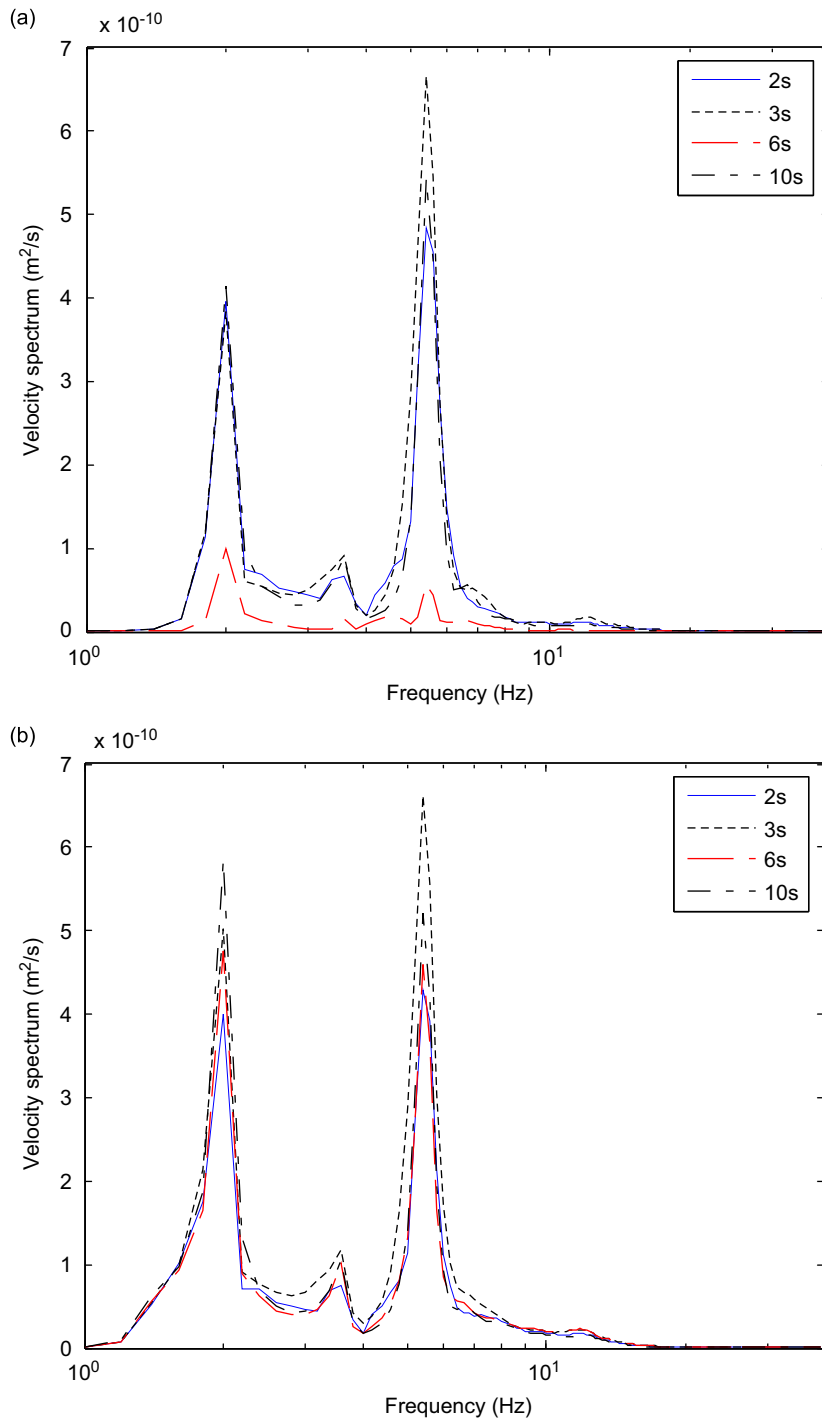 (a)
x 10⁻¹⁰
7
6
5
4
3
2
1
0
Velocity spectrum (m²/s)
10⁰
10¹
Frequency (Hz)
2s
3s
6s
10s
(b)
x 10⁻¹⁰
7
6
5
4
3
2
1
0
Velocity spectrum (m²/s)
10⁰
10¹
Frequency (Hz)
2s
3s
6s
10s